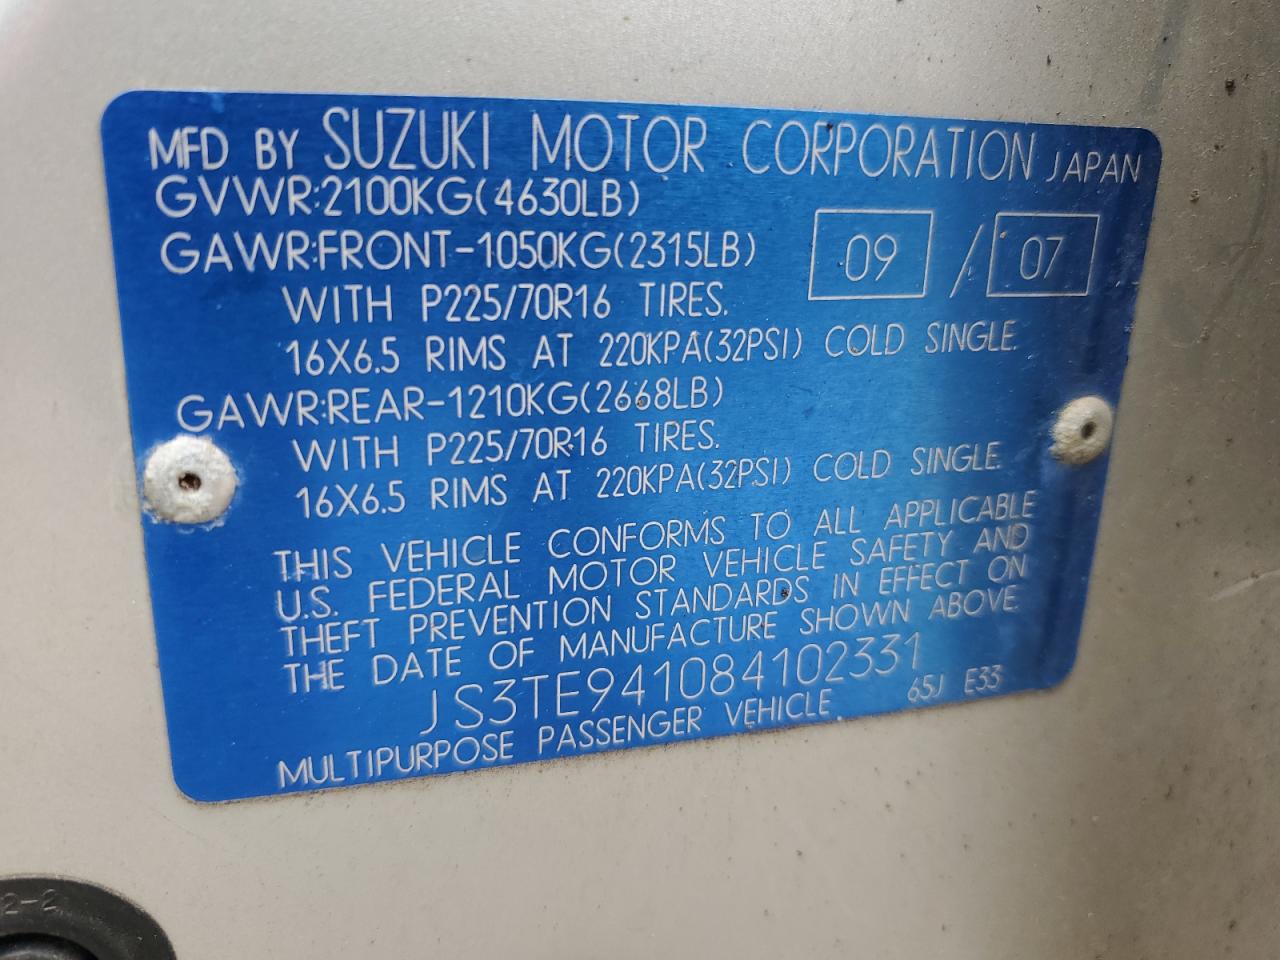 MFD BY SUZUKI MOTOR CORPORATION JAPAN
GVWR:2100KG(4630LB)
GAWR:FRONT-1050KG(2315LB) 09 / 07
WITH P225/70R16 TIRES.
16X6.5 RIMS AT 220KPA(32PSI) COLD SINGLE.
GAWR:REAR-1210KG(2668LB)
WITH P225/70R16 TIRES.
16X6.5 RIMS AT 220KPA(32PSI) COLD SINGLE.
THIS VEHICLE CONFORMS TO ALL APPLICABLE
U.S. FEDERAL MOTOR VEHICLE SAFETY AND
THEFT PREVENTION STANDARDS IN EFFECT ON
THE DATE OF MANUFACTURE SHOWN ABOVE.
JS3TE941084102331
MULTIPURPOSE PASSENGER VEHICLE 65J E33
2-2